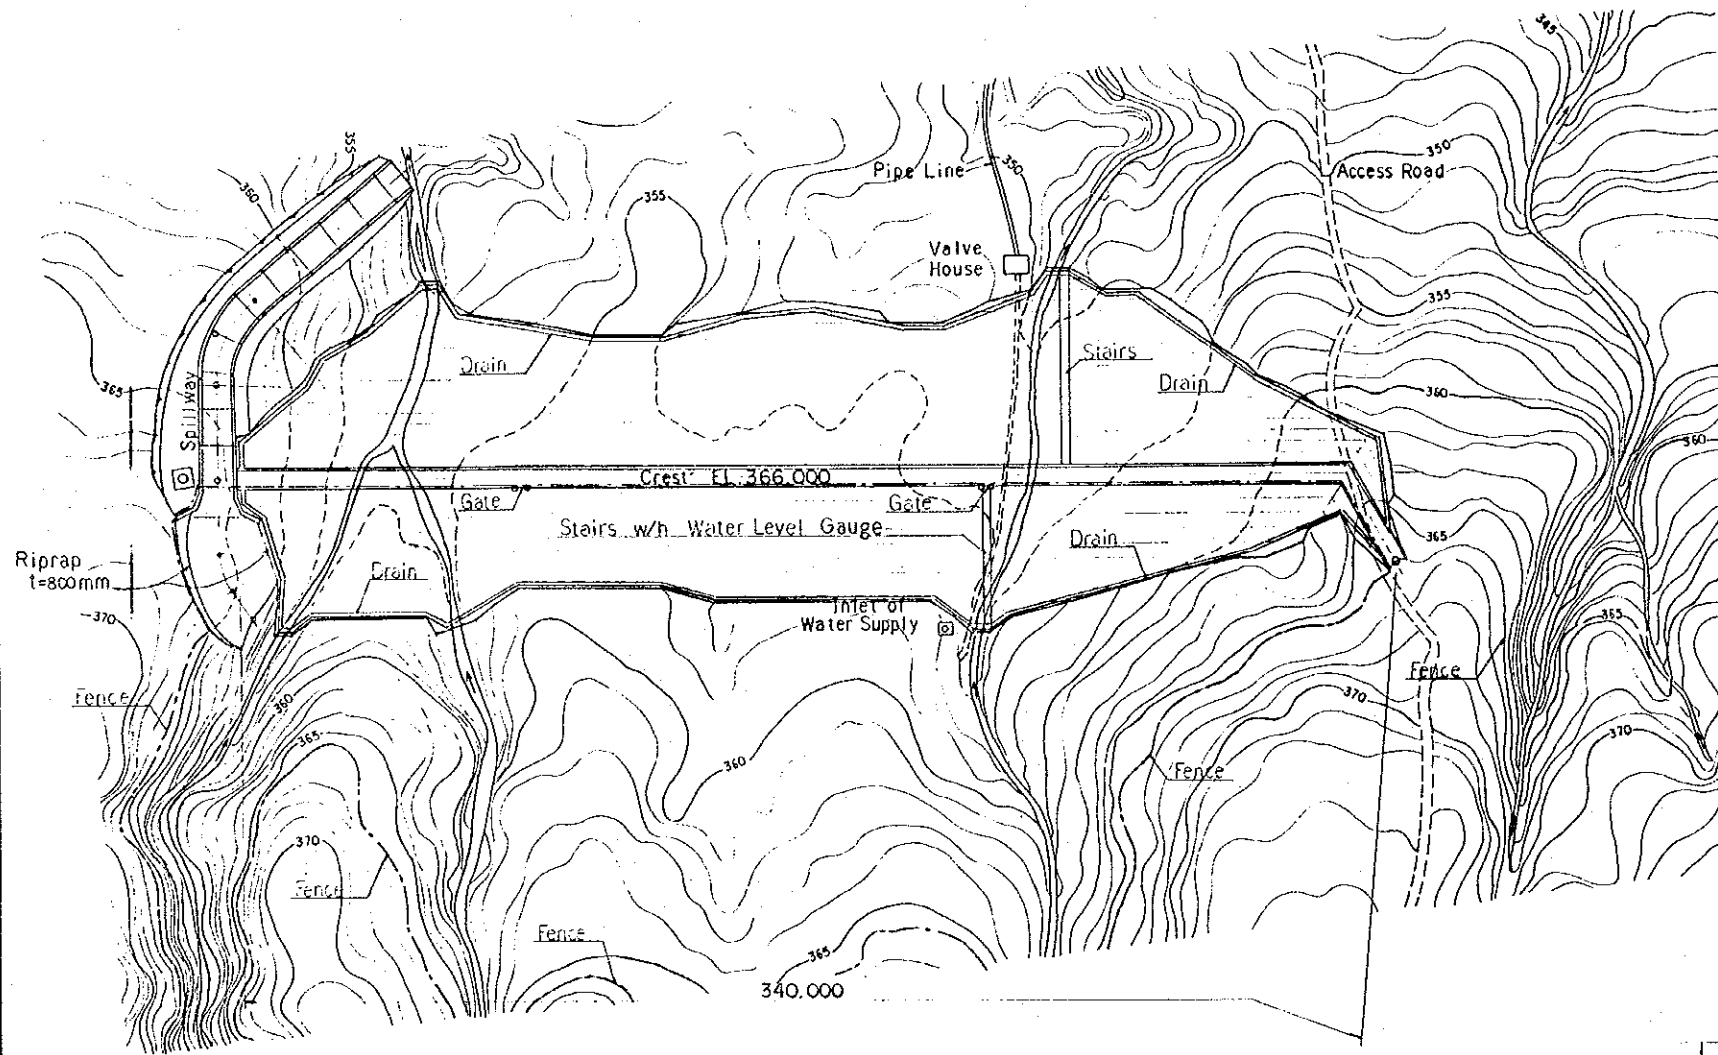 345
355
360
355
Pipe Line
350
350
Access Road
Valve
House
355
365
Spillway
Drain
Stairs
Drain
360
360
Crest EL 366.000
Gate
Gate
Stairs w/h Water Level Gauge
Drain
365
Riprap
t=800mm
Drain
Inlet of
Water Supply
370
365
Fence
Fence
360
370
365
370
360
Fence
370
Fence
Fence
365
340.000